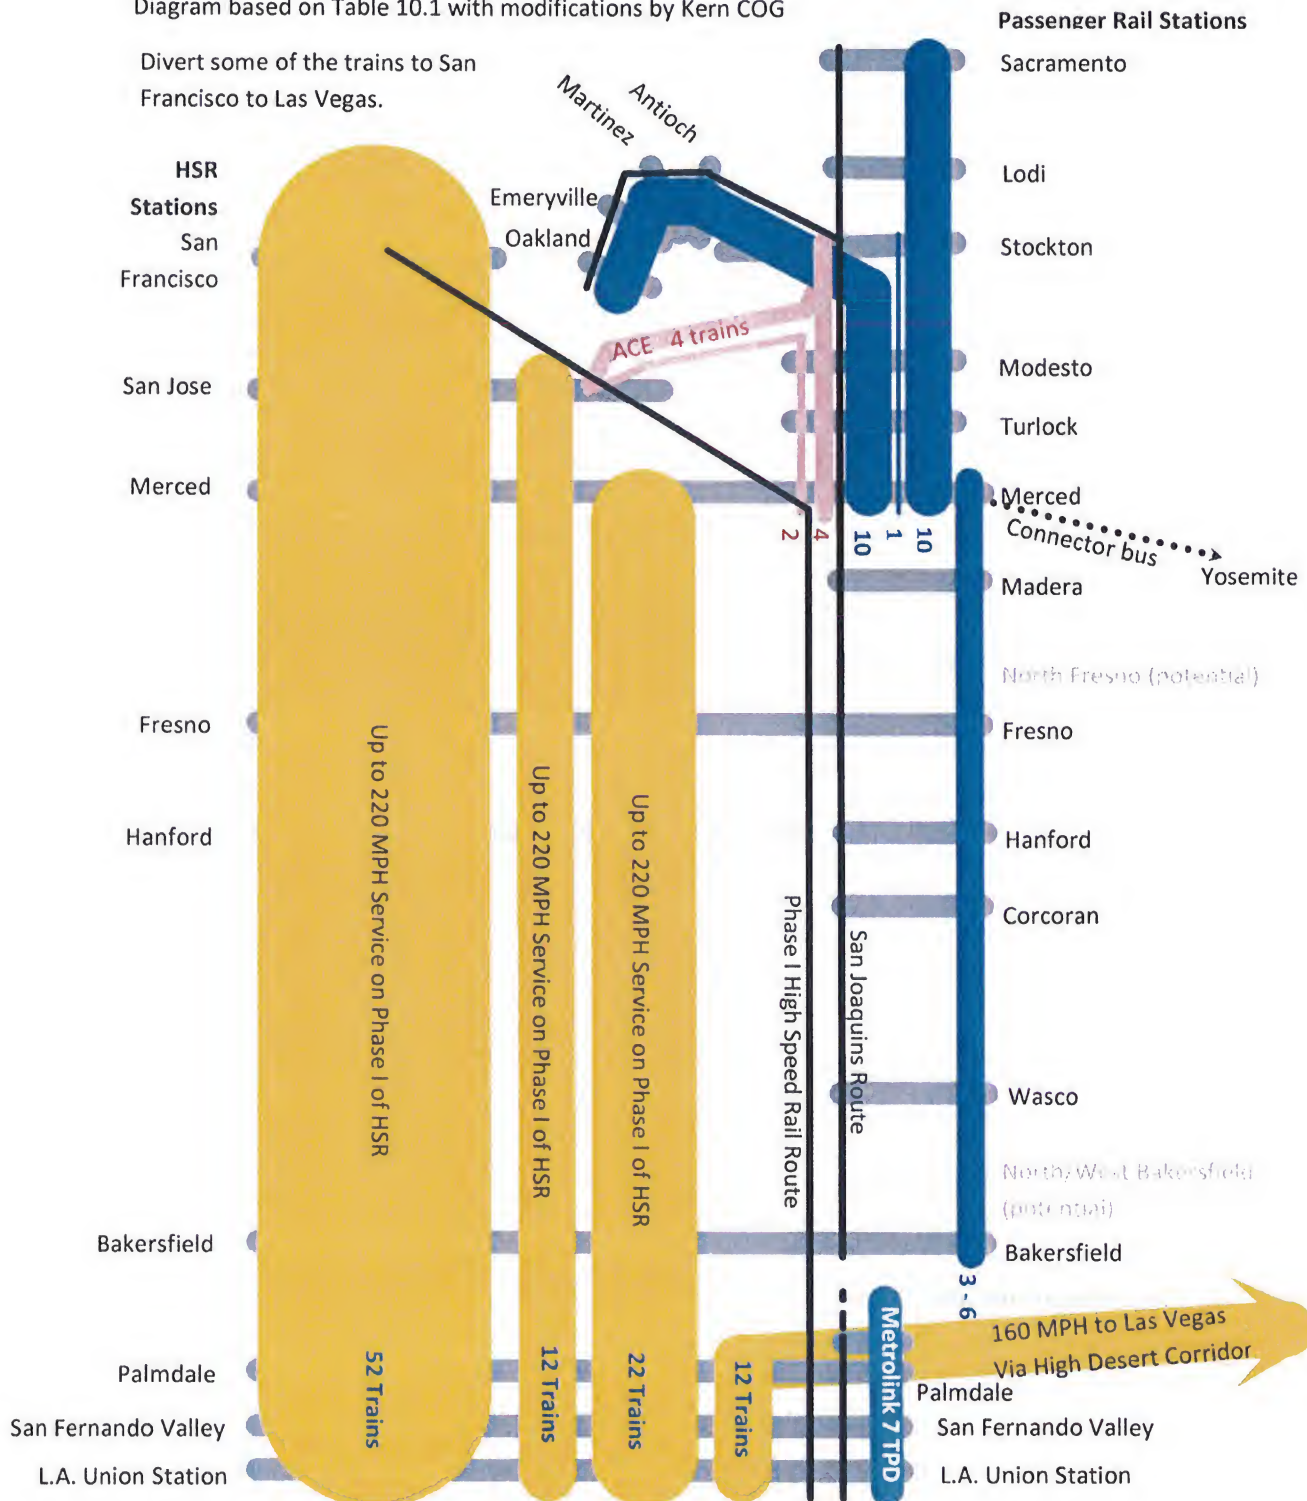 Diagram based on Table 10.1 with modifications by Kern COG
Passenger Rail Stations
Divert some of the trains to San
Francisco to Las Vegas.
Sacramento
Martinez
Antioch
HSR
Stations
San
Francisco
Emeryville
Oakland
Lodi
Stockton
ACE 4 trains
San Jose
Modesto
Turlock
Merced
Merced
2
4
10
1
10
Connector bus
Yosemite
Madera
North Fresno (potential)
Fresno
Fresno
Hanford
Hanford
Corcoran
Up to 220 MPH Service on Phase I of HSR
Up to 220 MPH Service on Phase I of HSR
Up to 220 MPH Service on Phase I of HSR
Phase I High Speed Rail Route
San Joaquins Route
Wasco
North/West Bakersfield
(potential)
Bakersfield
Bakersfield
3 - 6
160 MPH to Las Vegas
Via High Desert Corridor
52 Trains
12 Trains
22 Trains
12 Trains
Metrolink 7 TPD
Palmdale
Palmdale
San Fernando Valley
San Fernando Valley
L.A. Union Station
L.A. Union Station